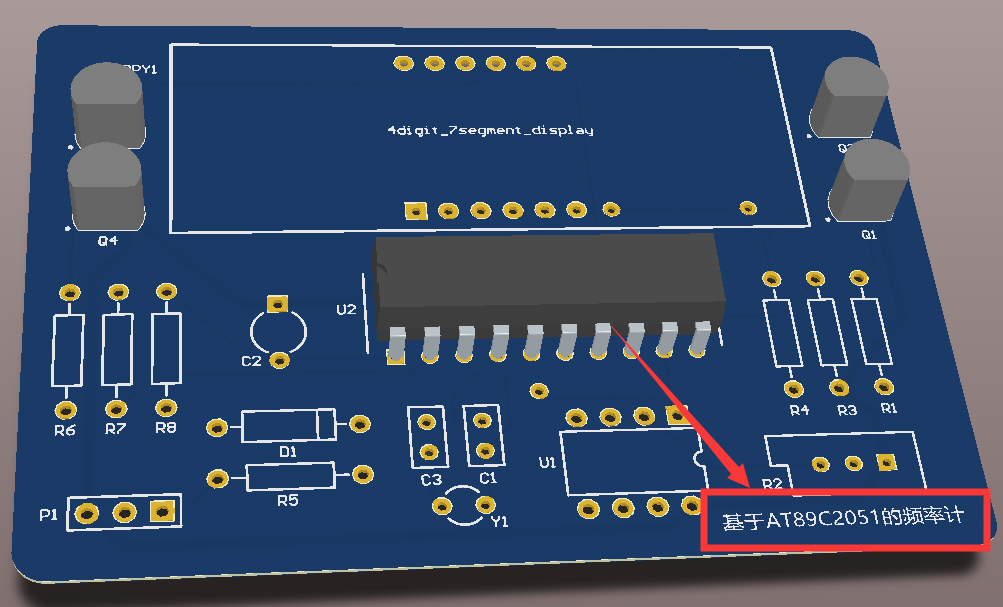 4digit_7segment_display
Q4
Q1
U2
C2
R6
R7
R8
D1
R5
P1
C3
C1
Y1
U1
R4
R3
R1
R2
基于AT89C2051的频率计